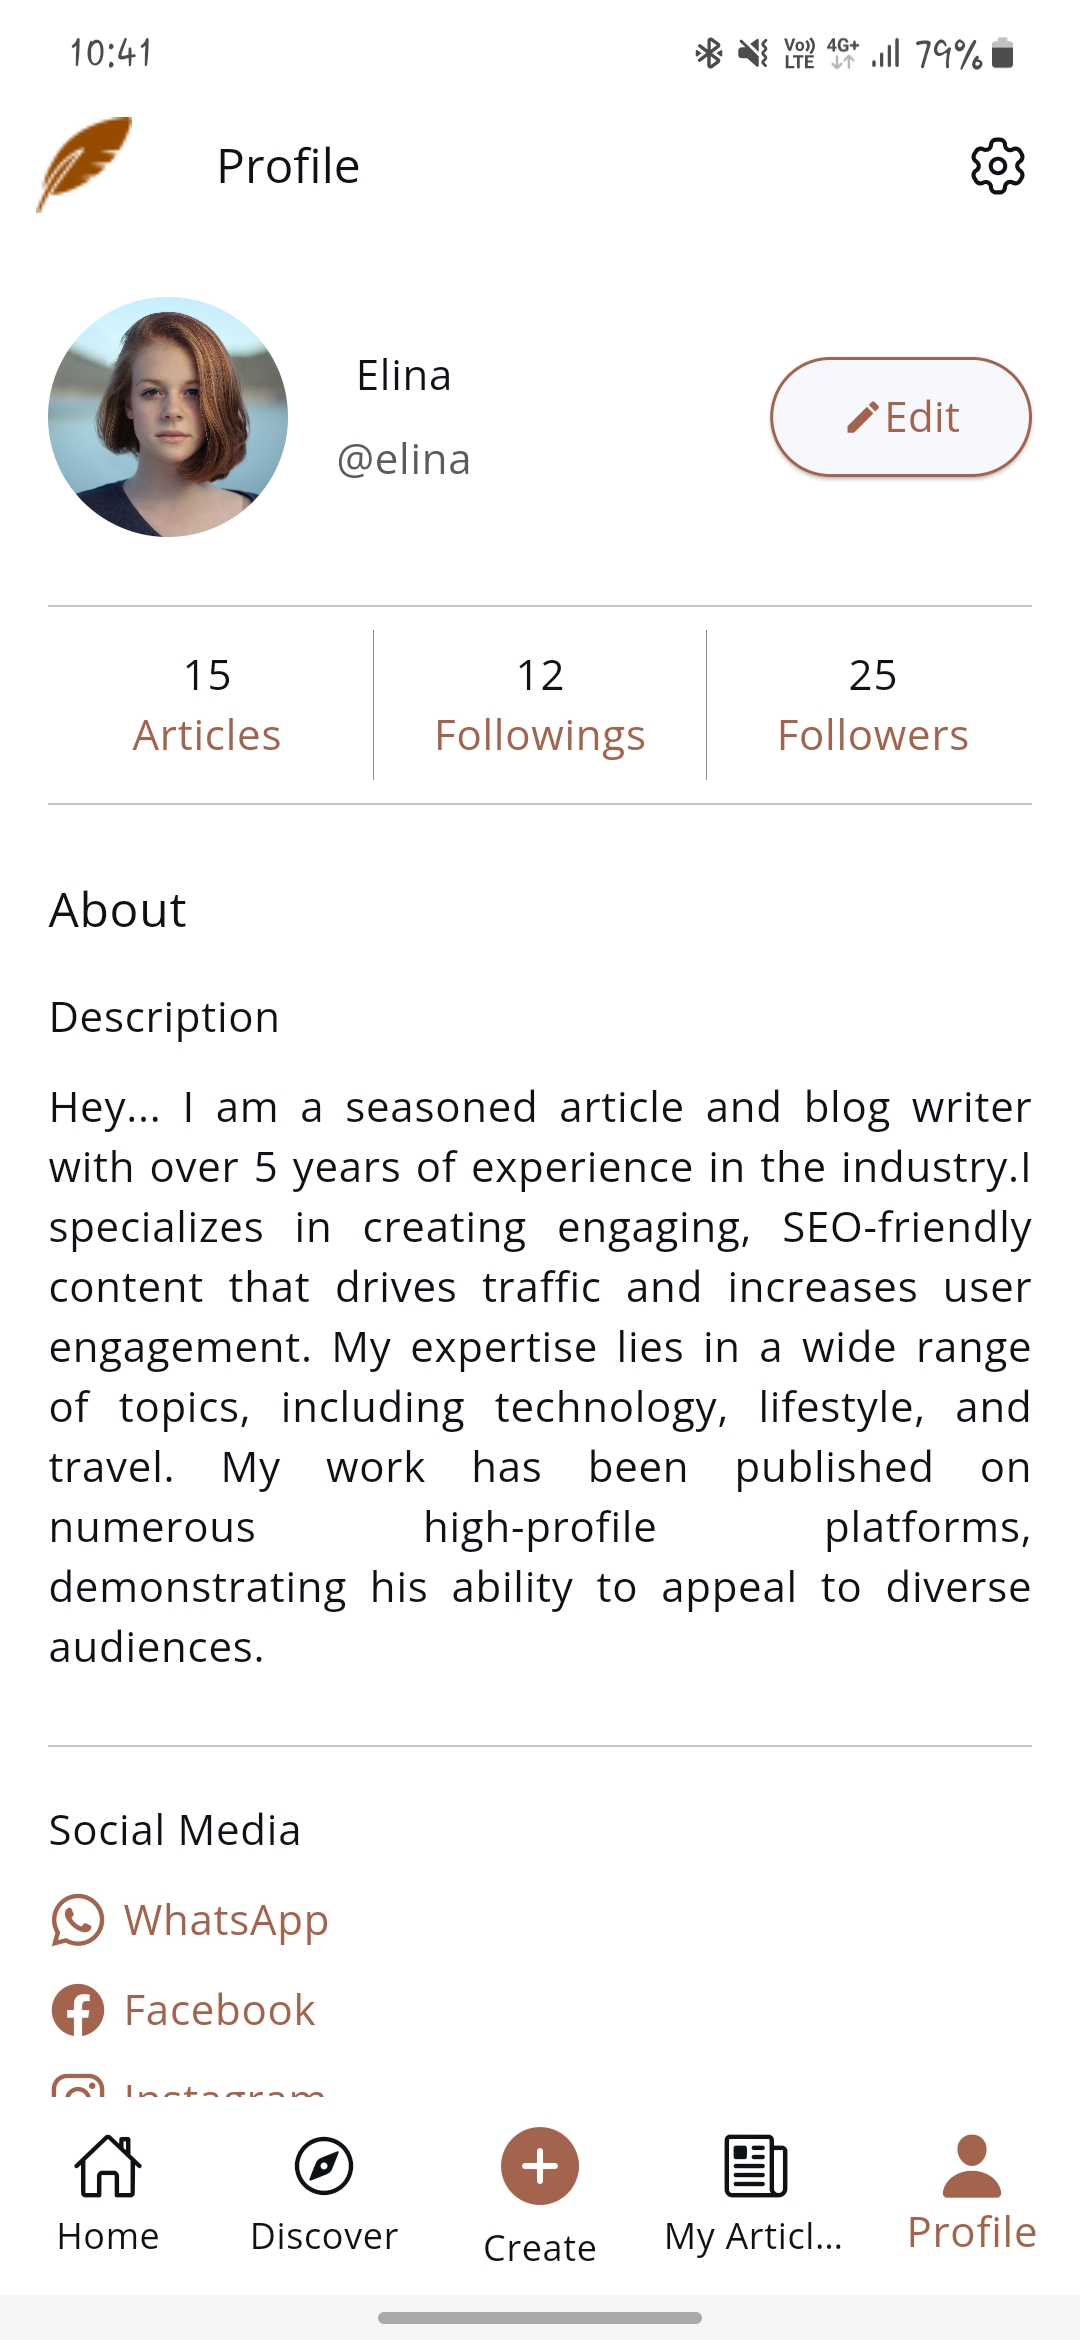 10:41
Vo)) LTE 4G+ 79%
Profile
Elina
@elina
Edit
15 12 25
Articles Followings Followers
About
Description
Hey... I am a seasoned article and blog writer
with over 5 years of experience in the industry.I
specializes in creating engaging, SEO-friendly
content that drives traffic and increases user
engagement. My expertise lies in a wide range
of topics, including technology, lifestyle, and
travel. My work has been published on
numerous high-profile platforms,
demonstrating his ability to appeal to diverse
audiences.
Social Media
WhatsApp
Facebook
Instagram
Home Discover Create My Articl... Profile